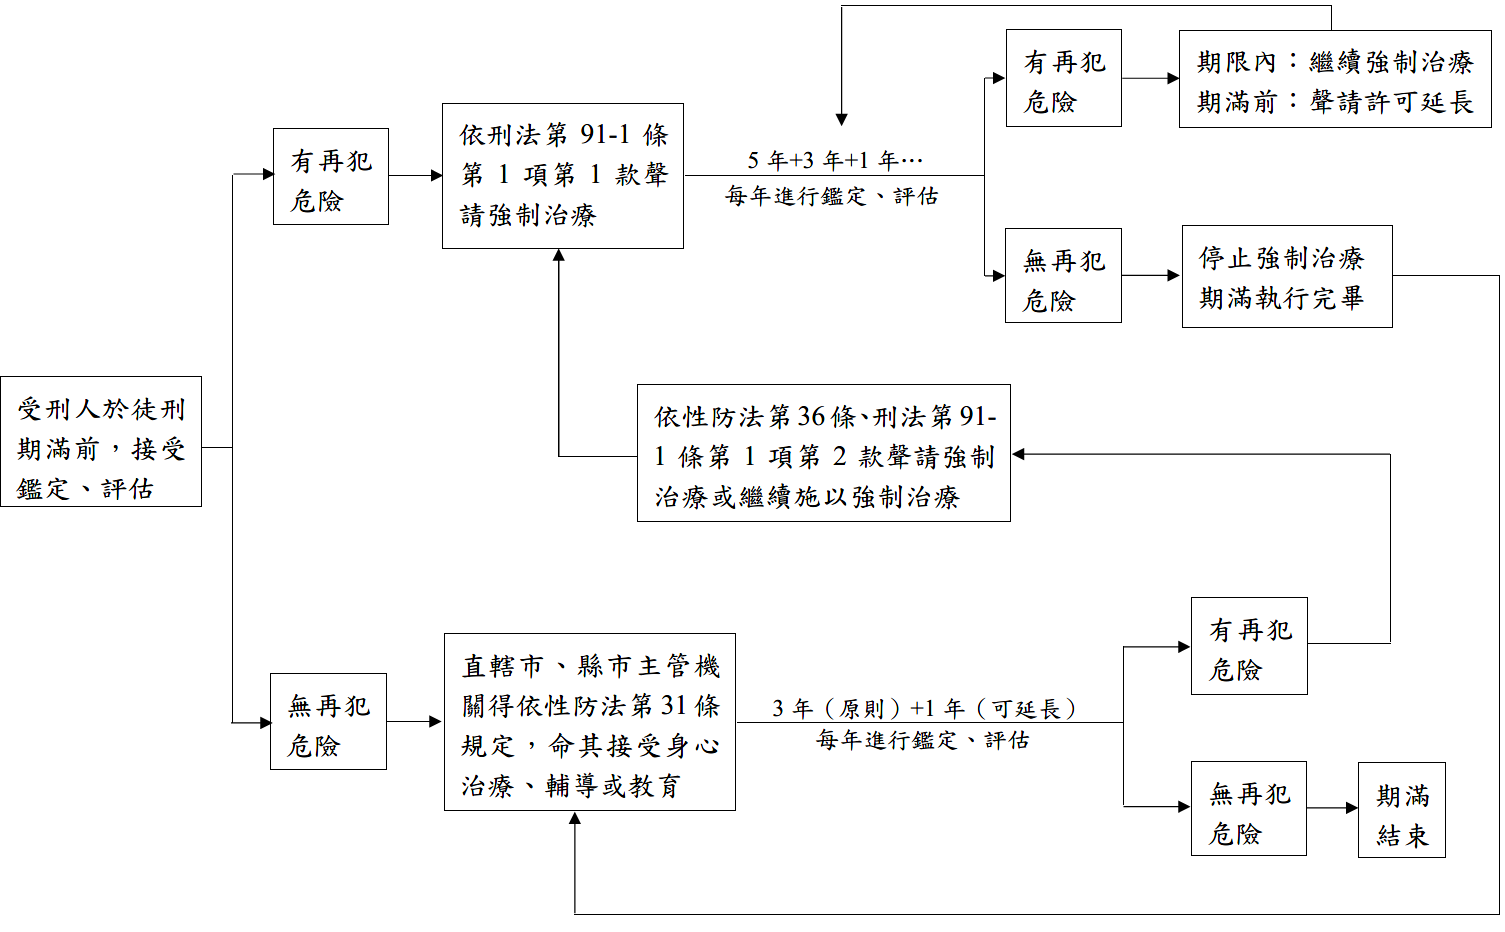 有再犯
危險
期限內：繼續強制治療
期滿前：聲請許可延長
有再犯
危險
依刑法第 91-1 條
第 1 項第 1 款聲
請強制治療
5 年+3 年+1 年…
每年進行鑑定、評估
無再犯
危險
停止強制治療
期滿執行完畢
受刑人於徒刑
期滿前，接受
鑑定、評估
依性防法第 36 條、刑法第 91-
1 條第 1 項第 2 款聲請強制
治療或繼續施以強制治療
有再犯
危險
無再犯
危險
直轄市、縣市主管機
關得依性防法第 31 條
規定，命其接受身心
治療、輔導或教育
3 年（原則）+1 年（可延長）
每年進行鑑定、評估
無再犯
危險
期滿
結束